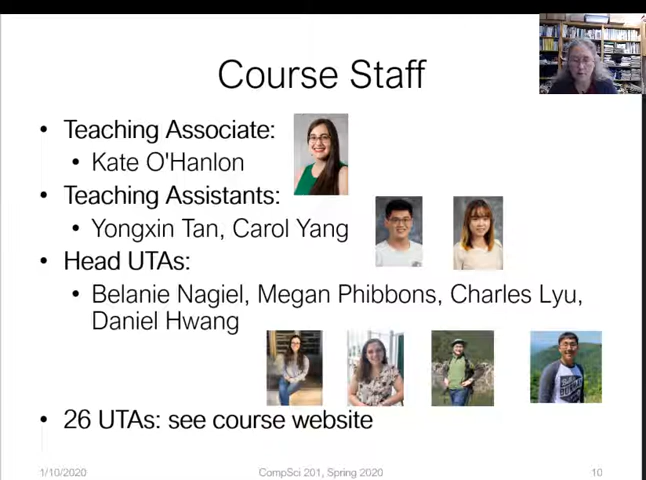 Course Staff
• Teaching Associate:
• Kate O'Hanlon
• Teaching Assistants:
• Yongxin Tan, Carol Yang
• Head UTAs:
• Belanie Nagiel, Megan Phibbons, Charles Lyu,
Daniel Hwang
• 26 UTAs: see course website
1/10/2020
CompSci 201, Spring 2020
10